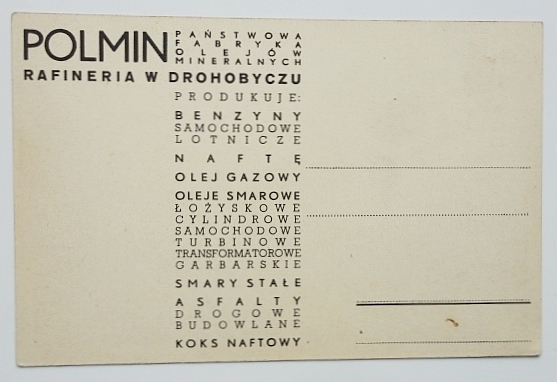 POLMIN
PAŃSTWOWA
FABRYKA
OLEJÓW
MINERALNYCH
RAFINERIA W DROHOBYCZU
PRODUKUJE:
BENZYNY
SAMOCHODOWE
LOTNICZE
NAFTĘ
OLEJ GAZOWY
OLEJE SMAROWE
ŁOŻYSKOWE
CYLINDROWE
SAMOCHODOWE
TURBINOWE
TRANSFORMATOROWE
GARBARSKIE
SMARY STAŁE
ASFALTY
DROGOWE
BUDOWLANE
KOKS NAFTOWY